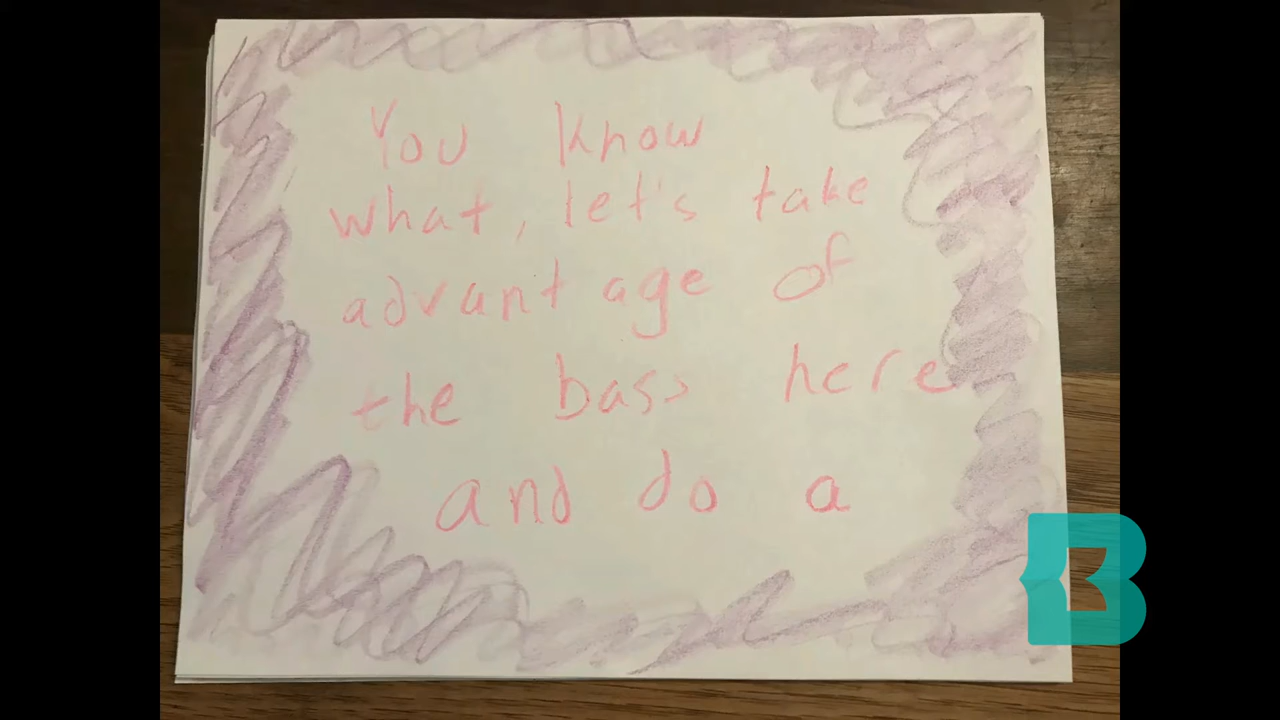 You know
what, let's take
advantage of
the bass here
and do a